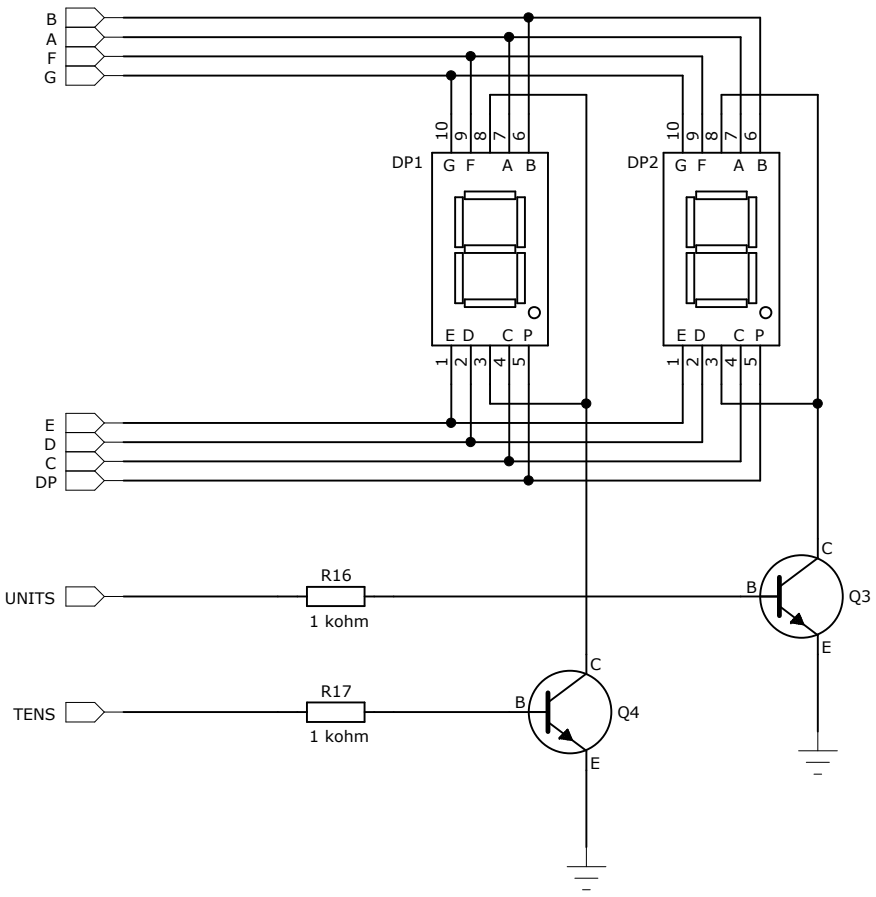 B
A
F
G
10 9 8 7 6
10 9 8 7 6
DP1
G F A B
DP2
G F A B
E D C P
E D C P
1 2 3 4 5
1 2 3 4 5
E
D
C
DP
C
UNITS
R16
1 kohm
B
Q3
E
C
TENS
R17
1 kohm
B
Q4
E